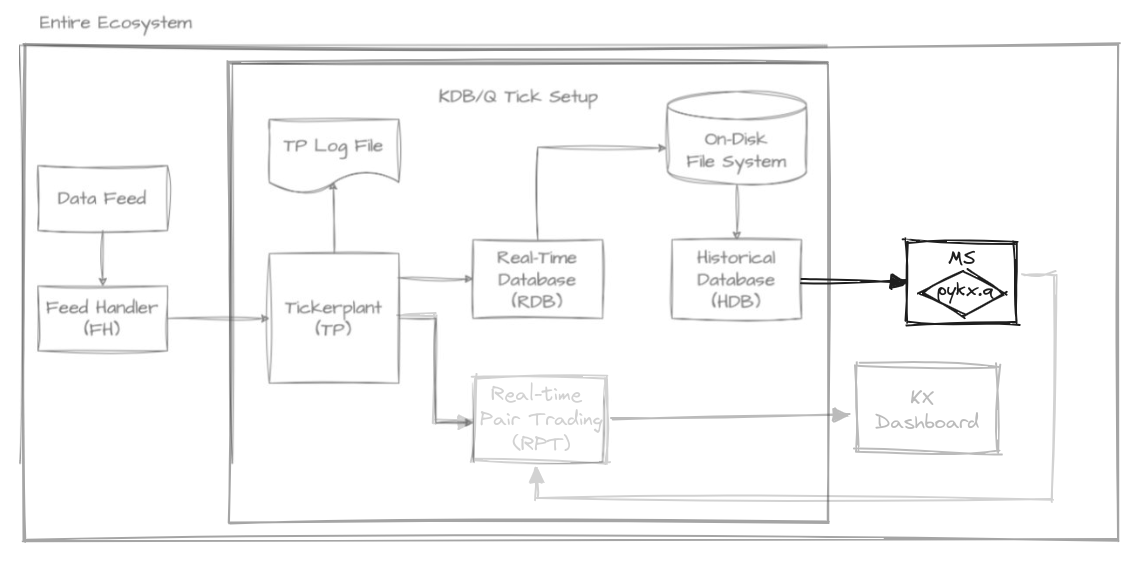 Entire Ecosystem
KDB/Q Tick Setup
TP Log File
On-Disk
File System
Data Feed
Real-Time
Database
(RDB)
Historical
Database
(HDB)
MS
pykx.q
Feed Handler
(FH)
Tickerplant
(TP)
Real-time
Pair Trading
(RPT)
KX
Dashboard